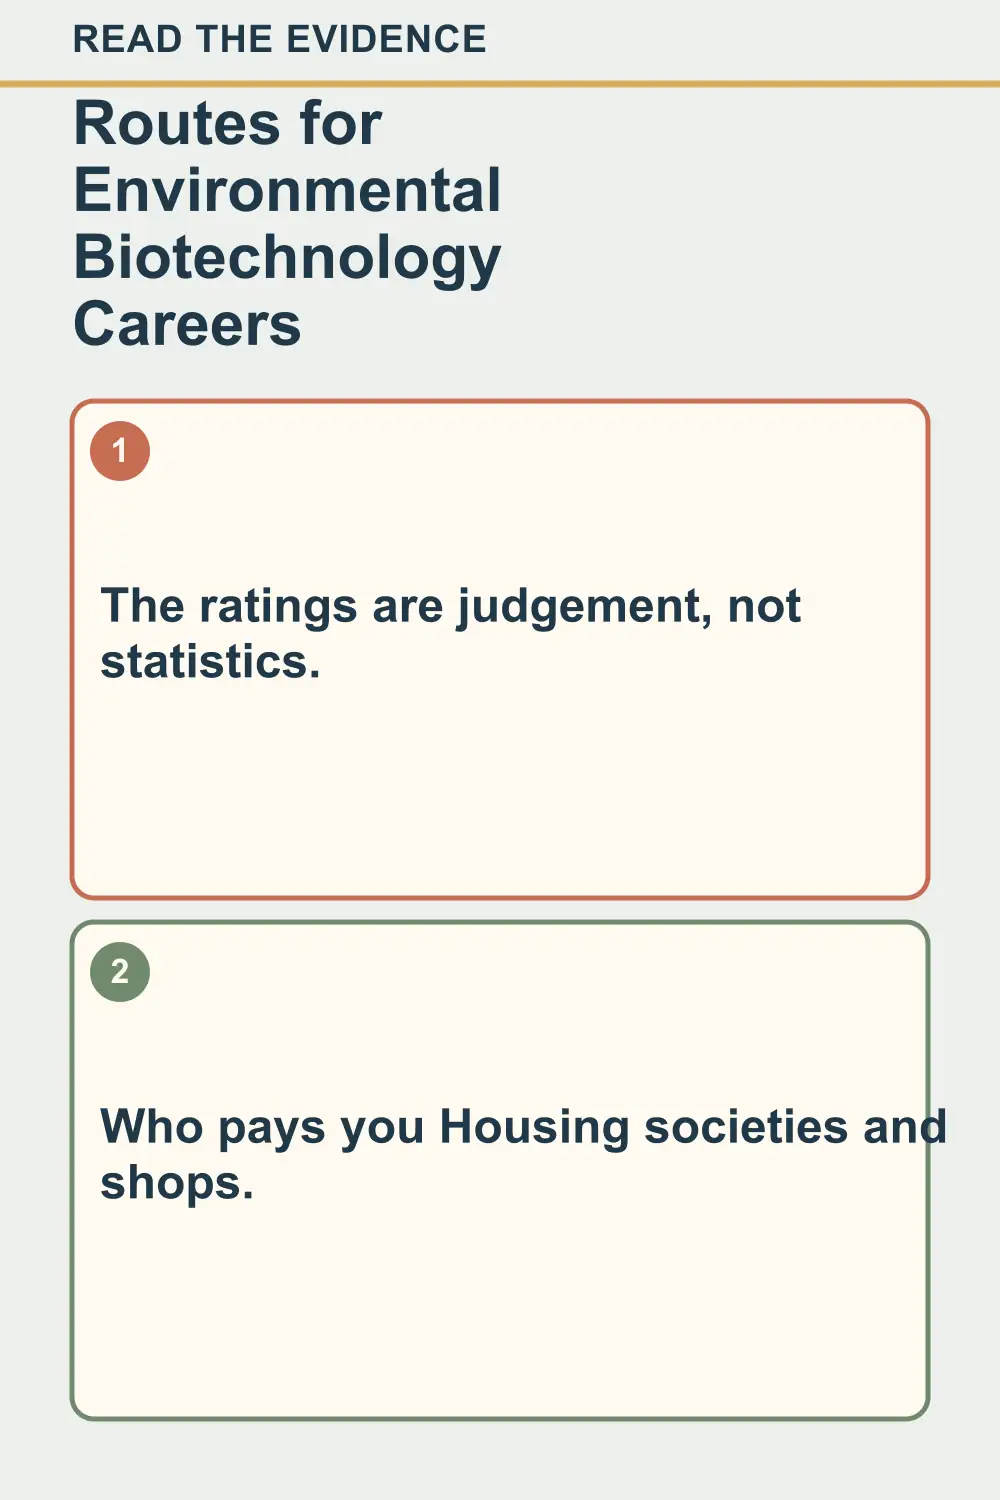 READ THE EVIDENCE
Routes for
Environmental
Biotechnology
Careers
1
The ratings are judgement, not
statistics.
2
Who pays you Housing societies and
shops.